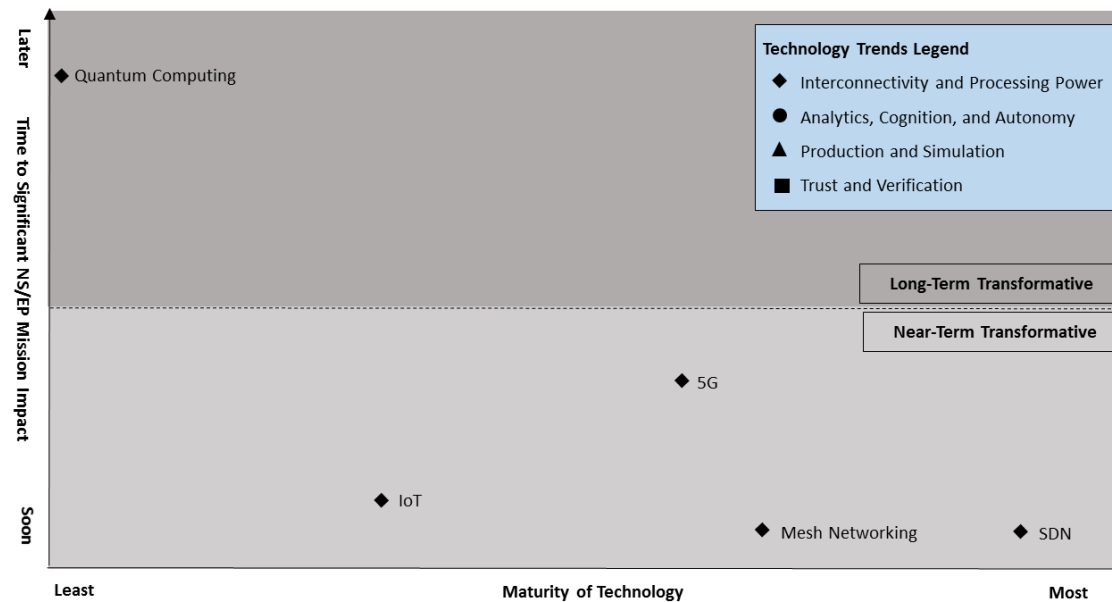 Later
Time to Significant NS/EP Mission Impact
Soon
Quantum Computing
Technology Trends Legend
Interconnectivity and Processing Power
Analytics, Cognition, and Autonomy
Production and Simulation
Trust and Verification
Long-Term Transformative
Near-Term Transformative
5G
IoT
Mesh Networking
SDN
Least
Maturity of Technology
Most